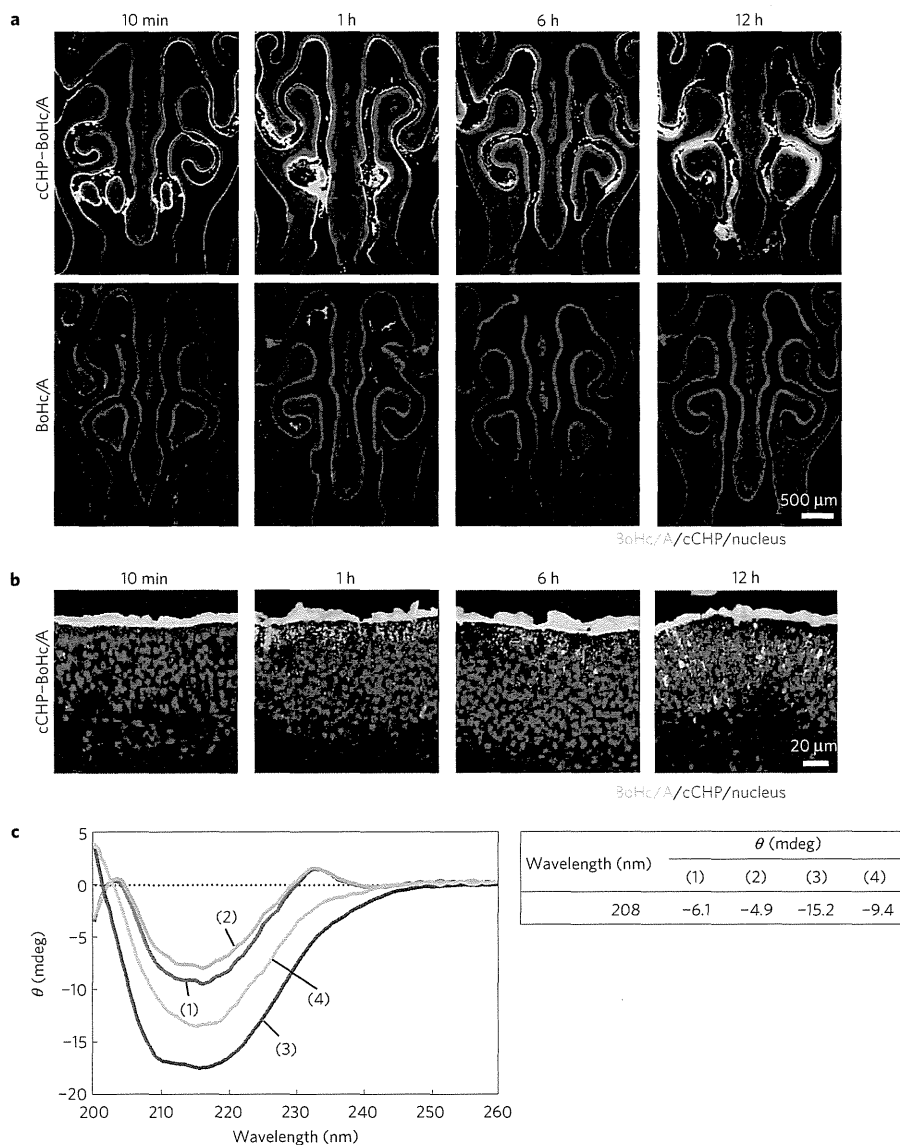 a
10 min 1 h 6 h 12 h
cCHP–BoHc/A
BoHc/A
500 μm
BoHc/A/cCHP/nucleus
b
10 min 1 h 6 h 12 h
cCHP–BoHc/A
20 μm
BoHc/A/cCHP/nucleus
c
5
0
−5
−10
−15
−20
θ (mdeg)
(2)
(1)
(4)
(3)
200 210 220 230 240 250 260
Wavelength (nm)
θ (mdeg)
Wavelength (nm)
(1) (2) (3) (4)
208 −6.1 −4.9 −15.2 −9.4